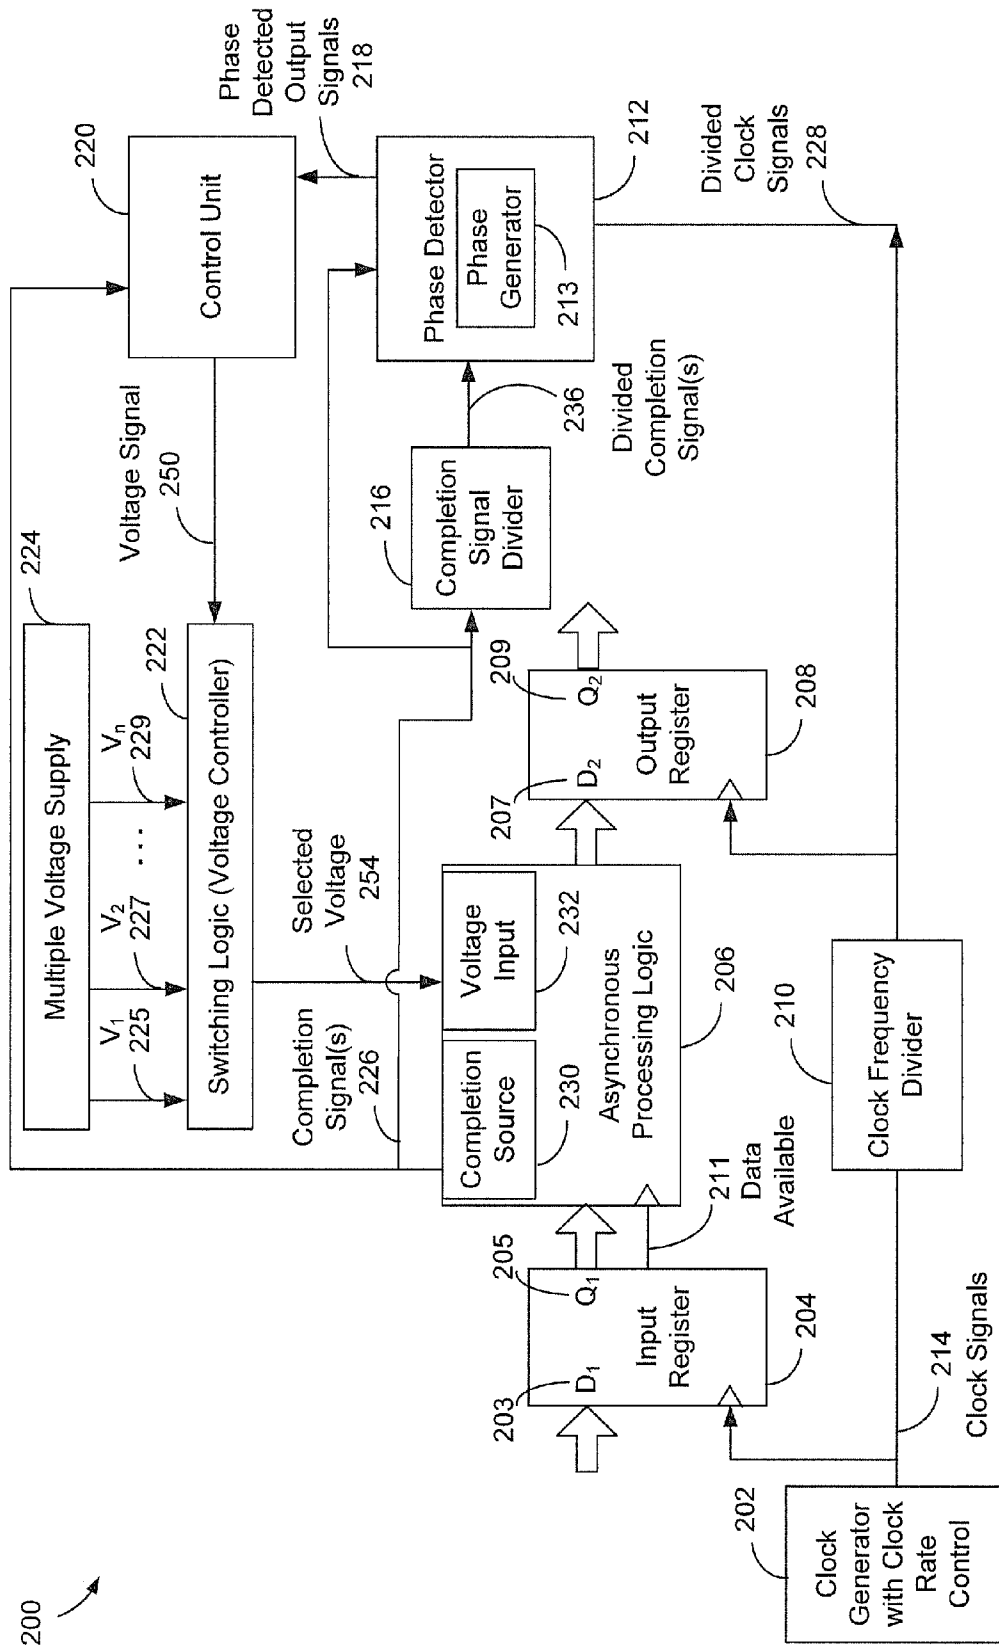 200
224
Multiple Voltage Supply
V1
225
V2
227
. . .
Vn
229
222
Switching Logic (Voltage Controller)
Voltage Signal
250
220
Control Unit
Phase
Detected
Output
Signals
218
Completion
Signal(s)
226
Selected
Voltage
254
Completion
Source
230
Voltage
Input
232
Asynchronous
Processing Logic
206
216
Completion
Signal
Divider
236
Divided
Completion
Signal(s)
Phase Detector
Phase
Generator
213
212
203
D1
205
Q1
Input
Register
204
211
Data
Available
207
D2
209
Q2
Output
Register
208
202
Clock
Generator
with Clock
Rate
Control
214
Clock Signals
210
Clock Frequency
Divider
Divided
Clock
Signals
228